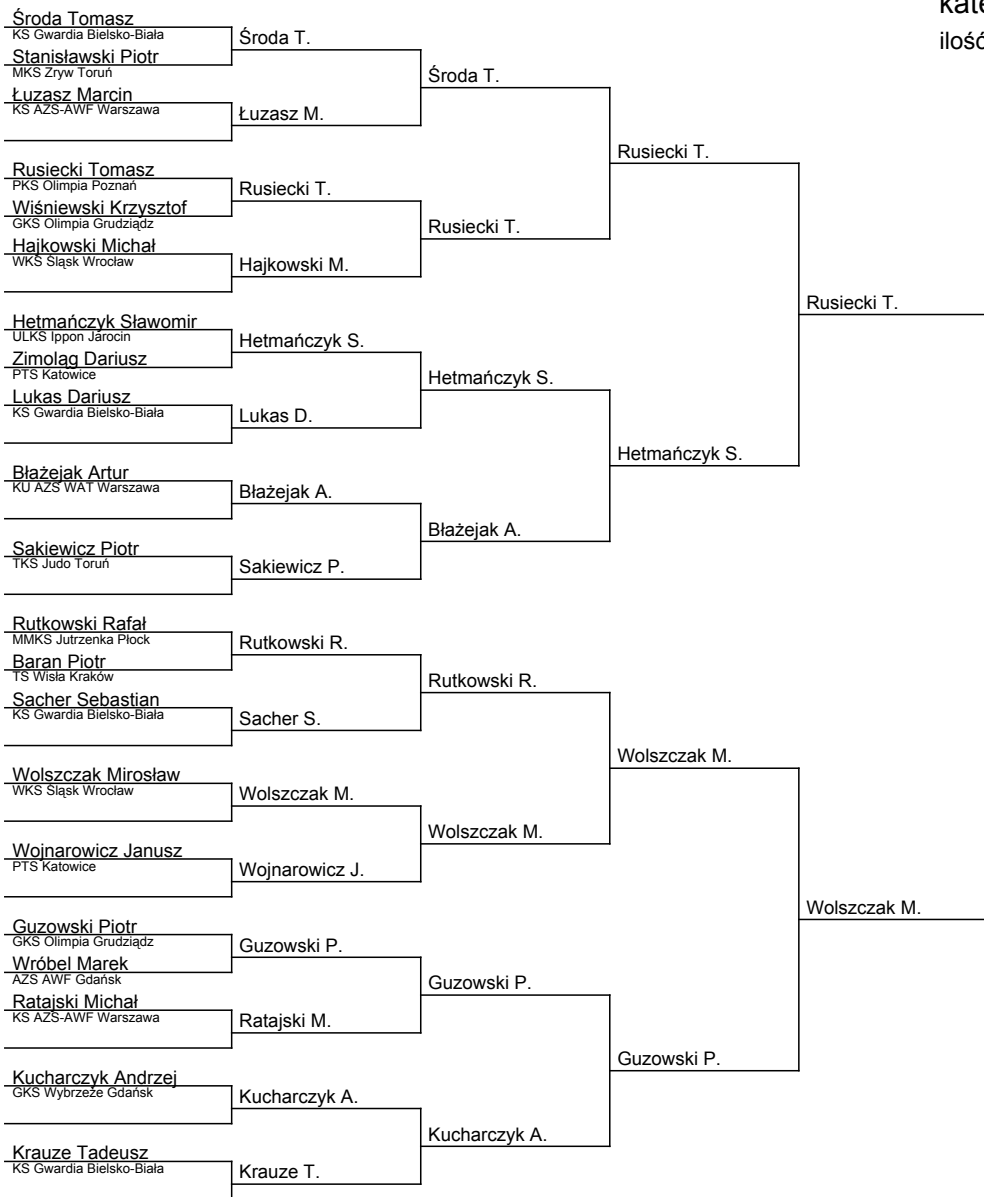 kate
ilość
Środa Tomasz
KS Gwardia Bielsko-Biała
Stanisławski Piotr
MKS Zryw Toruń
Łuzasz Marcin
KS AZS-AWF Warszawa
Rusiecki Tomasz
PKS Olimpia Poznań
Wiśniewski Krzysztof
GKS Olimpia Grudziądz
Hajkowski Michał
WKS Śląsk Wrocław
Hetmańczyk Sławomir
ULKS Ippon Jarocin
Zimoląg Dariusz
PTS Katowice
Lukas Dariusz
KS Gwardia Bielsko-Biała
Błażejak Artur
KU AZS WAT Warszawa
Sakiewicz Piotr
TKS Judo Toruń
Rutkowski Rafał
MMKS Jutrzenka Płock
Baran Piotr
TS Wisła Kraków
Sacher Sebastian
KS Gwardia Bielsko-Biała
Wolszczak Mirosław
WKS Śląsk Wrocław
Wojnarowicz Janusz
PTS Katowice
Guzowski Piotr
GKS Olimpia Grudziądz
Wróbel Marek
AZS AWF Gdańsk
Ratajski Michał
KS AZS-AWF Warszawa
Kucharczyk Andrzej
GKS Wybrzeże Gdańsk
Krauze Tadeusz
KS Gwardia Bielsko-Biała
Środa T.
Łuzasz M.
Rusiecki T.
Hajkowski M.
Hetmańczyk S.
Lukas D.
Błażejak A.
Sakiewicz P.
Rutkowski R.
Sacher S.
Wolszczak M.
Wojnarowicz J.
Guzowski P.
Ratajski M.
Kucharczyk A.
Krauze T.
Środa T.
Rusiecki T.
Hetmańczyk S.
Błażejak A.
Rutkowski R.
Wolszczak M.
Guzowski P.
Kucharczyk A.
Rusiecki T.
Hetmańczyk S.
Wolszczak M.
Guzowski P.
Rusiecki T.
Wolszczak M.